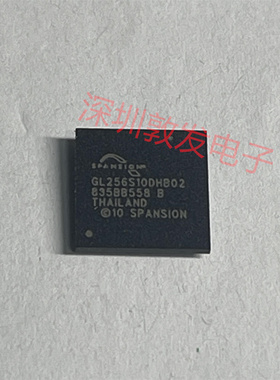 深圳敦发电子
SPANSION
GL256S10DHB02
835BB558 B
THAILAND
©10 SPANSION